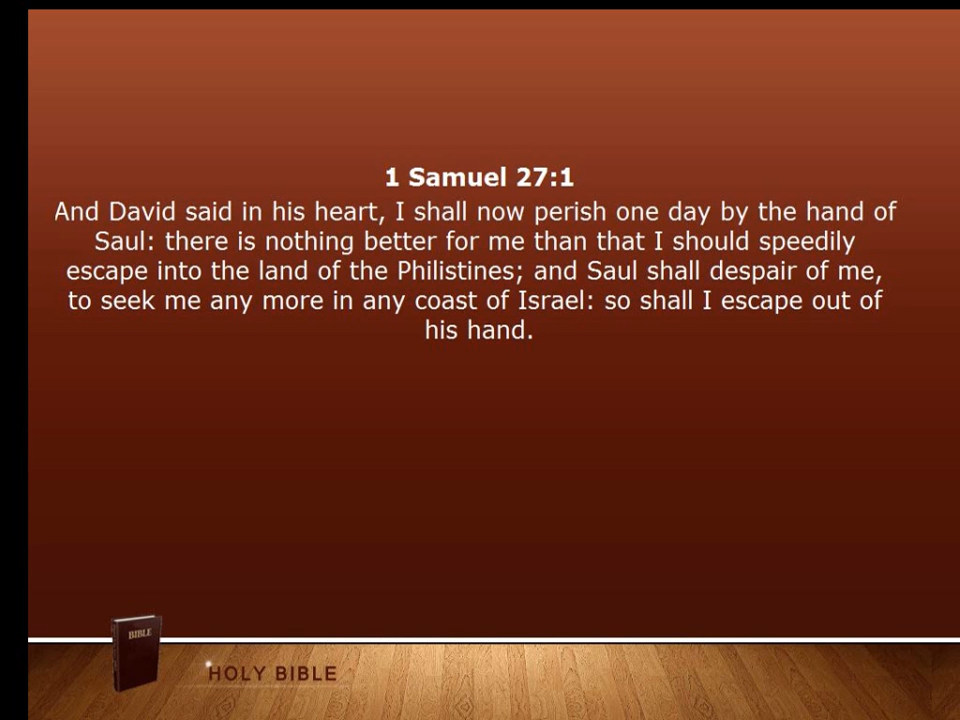 1 Samuel 27:1
And David said in his heart, I shall now perish one day by the hand of
Saul: there is nothing better for me than that I should speedily
escape into the land of the Philistines; and Saul shall despair of me,
to seek me any more in any coast of Israel: so shall I escape out of
his hand.
BIBLE
HOLY BIBLE